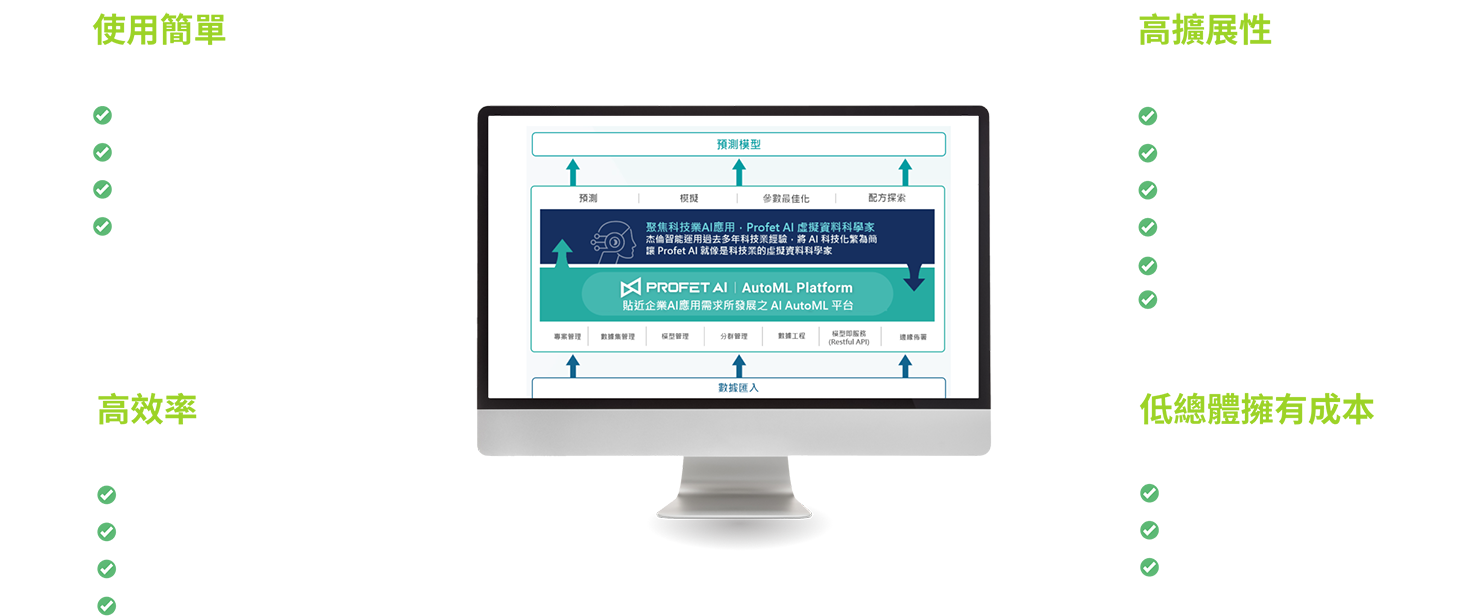 使用簡單
高擴展性
預測模型
預測 模擬 參數最佳化 配方探索
聚焦科技業AI應用．Profet AI 虛擬資料科學家
杰倫智能運用過去多年科技業經驗，將 AI 科技化繁為簡
讓 Profet AI 就像是科技業的虛擬資料科學家
PROFET AI | AutoML Platform
貼近企業AI應用需求所發展之 AI AutoML 平台
專案管理 數據集管理 模型管理 分群管理 數據工程 模型即服務 (Restful API) 邊緣佈署
數據匯入
高效率
低總體擁有成本